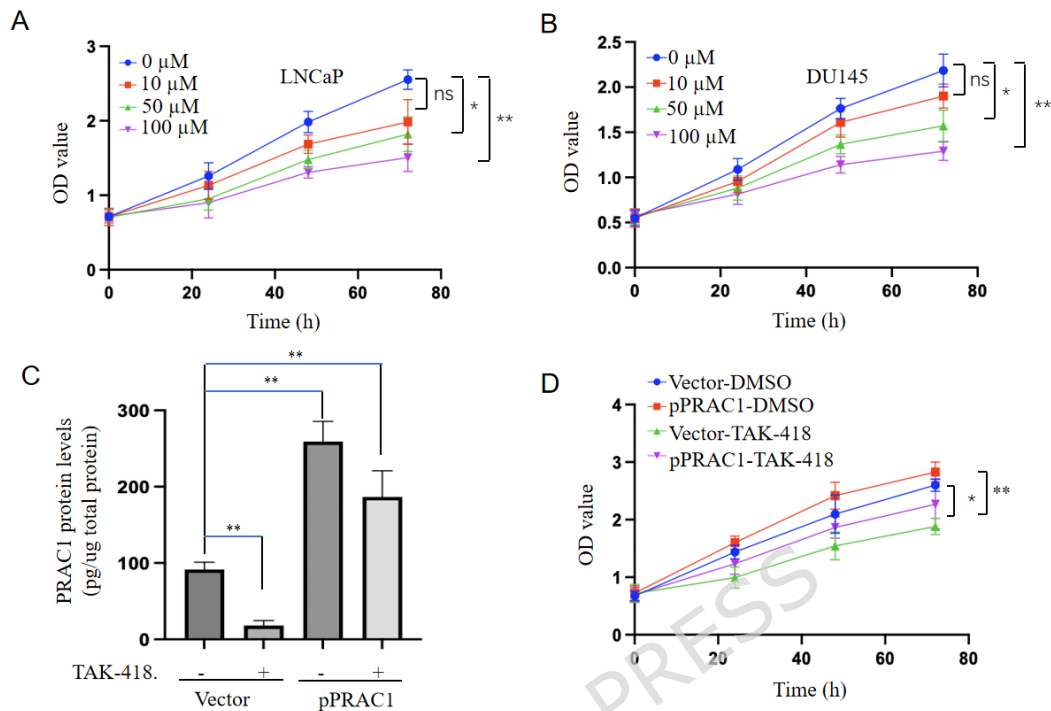 A
3
2
1
0
OD value
0 µM
10 µM
50 µM
100 µM
LNCaP
ns
*
**
0 20 40 60 80
Time (h)
B
2.5
2.0
1.5
1.0
0.5
0.0
OD value
0 µM
10 µM
50 µM
100 µM
DU145
ns
*
**
0 20 40 60 80
Time (h)
C
**
**
**
300
200
100
0
PRAC1 protein levels
(pg/ug total protein)
TAK-418. - + - +
Vector pPRAC1
D
Vector-DMSO
pPRAC1-DMSO
Vector-TAK-418
pPRAC1-TAK-418
4
3
2
1
0
OD value
*
**
0 20 40 60 80
Time (h)
PRESS